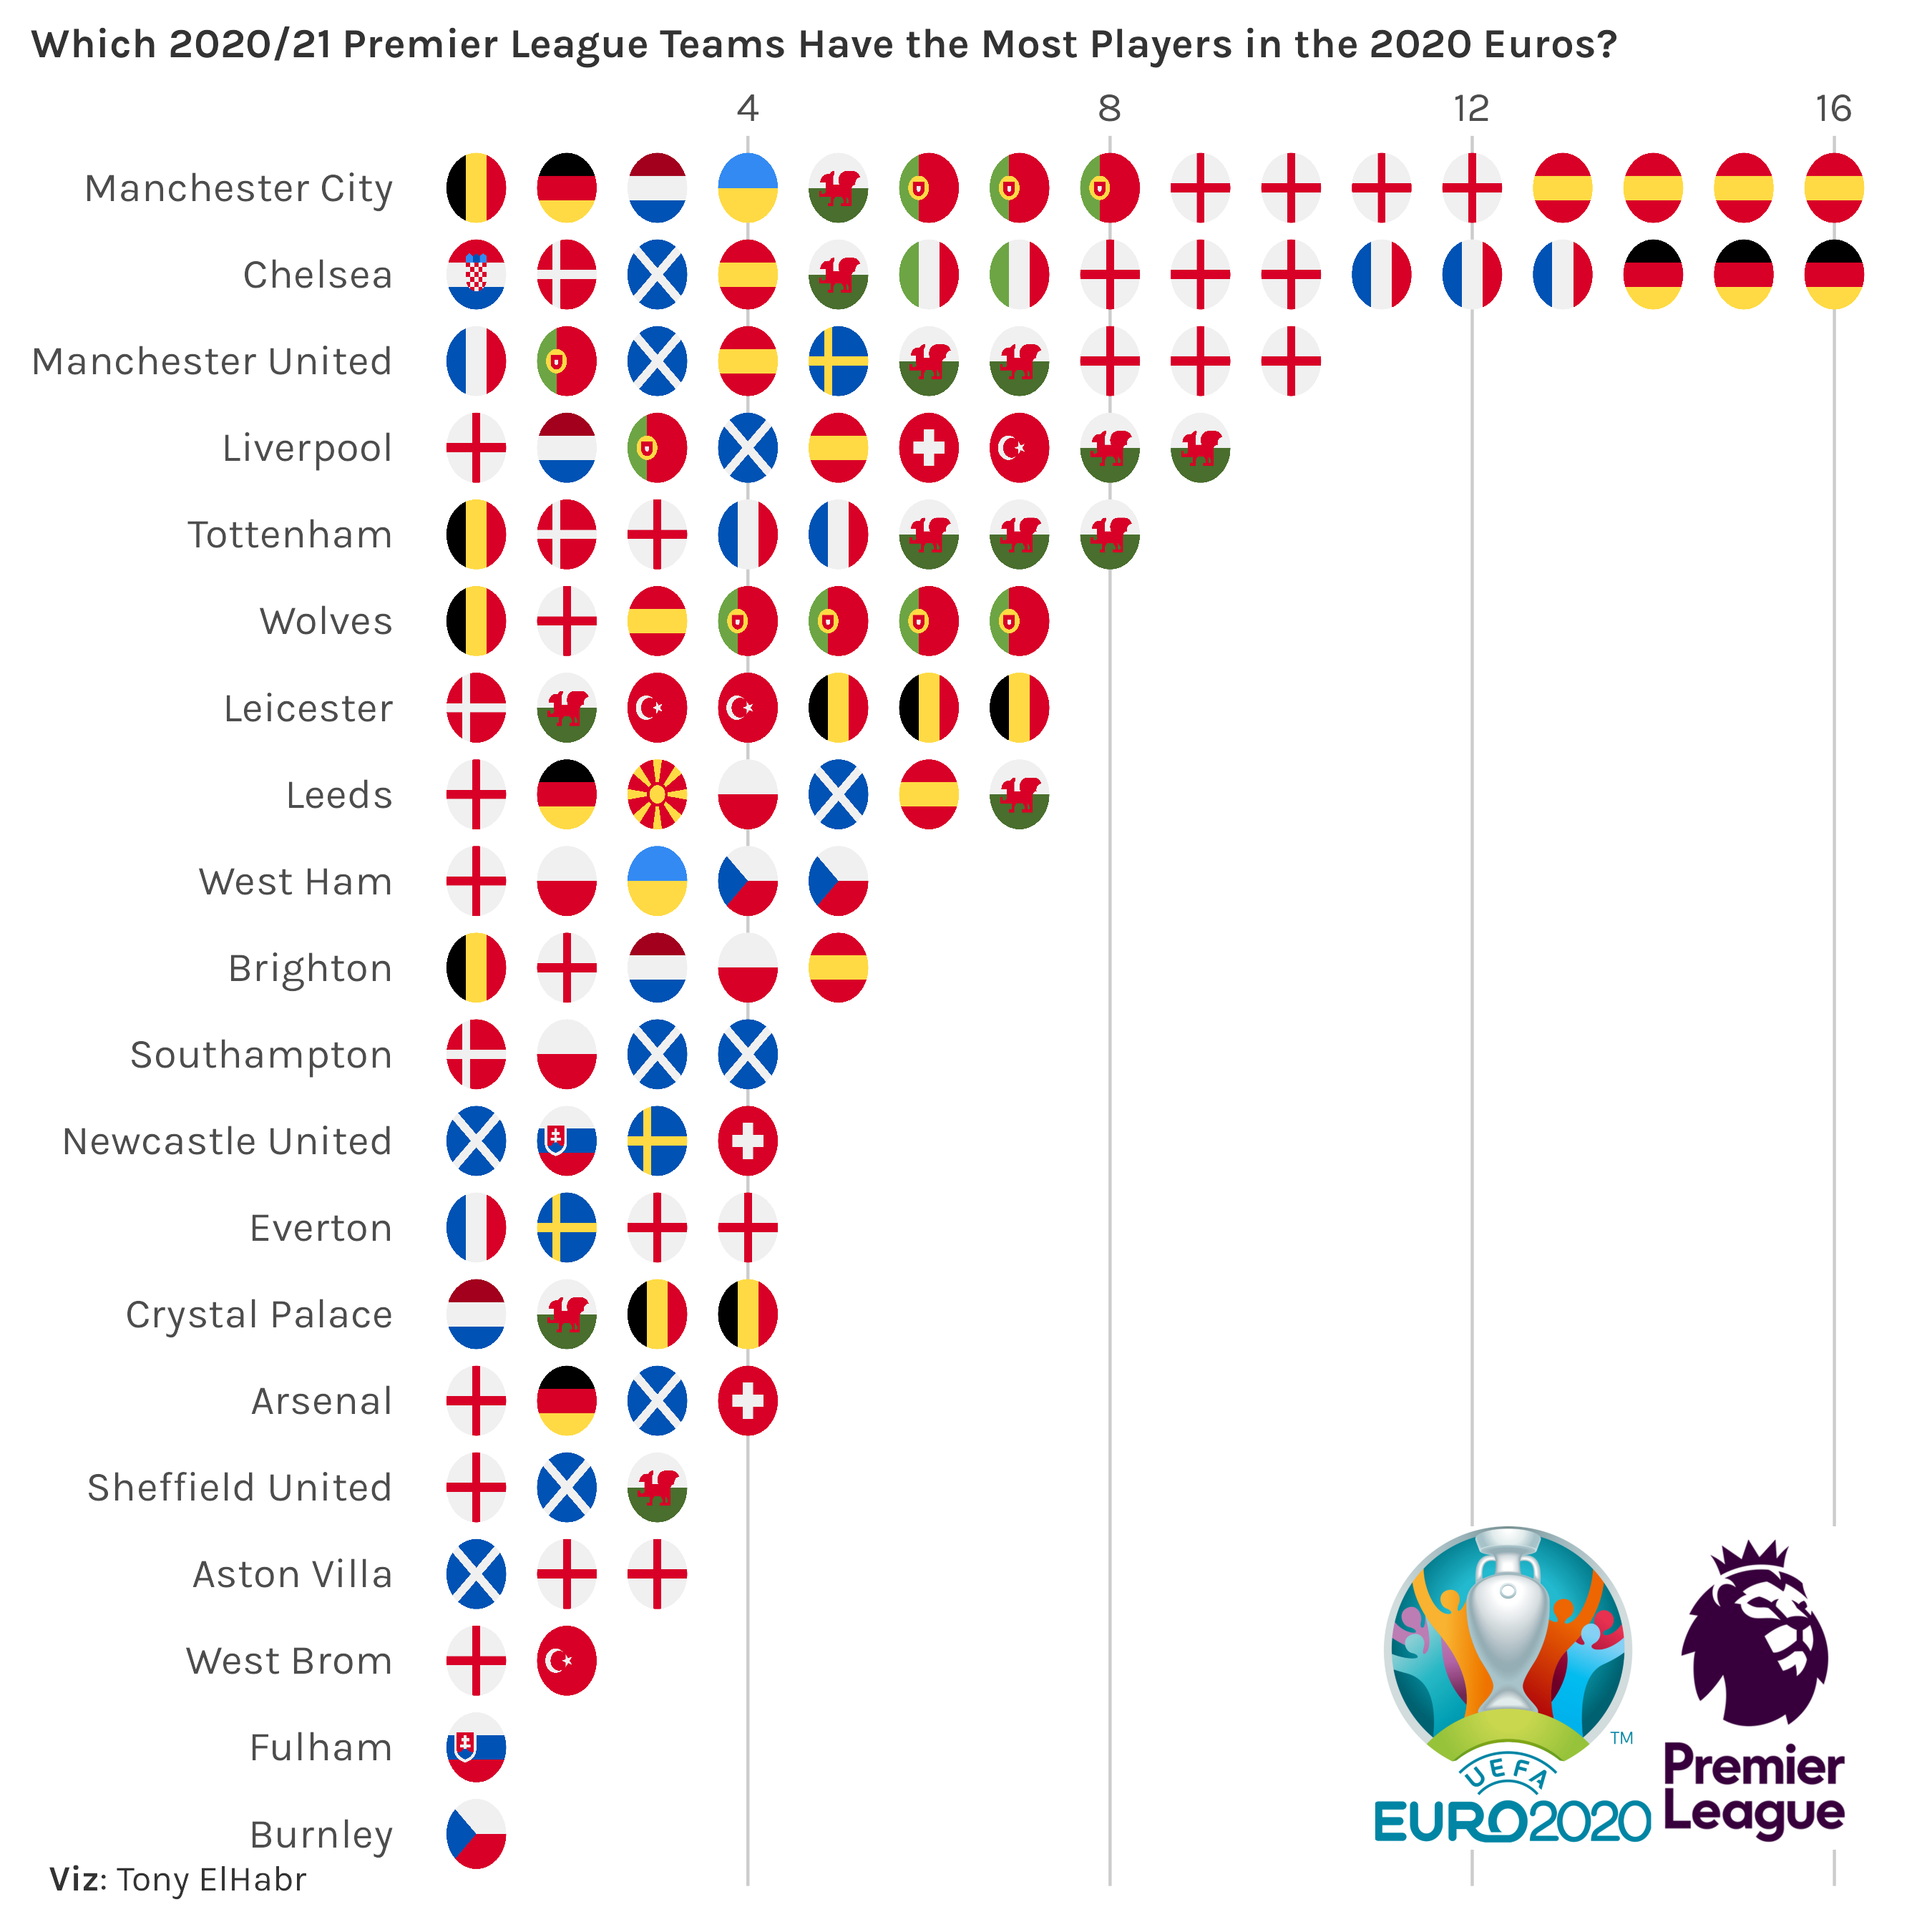 Which 2020/21 Premier League Teams Have the Most Players in the 2020 Euros?
4 8 12 16
Manchester City
Chelsea
Manchester United
Liverpool
Tottenham
Wolves
Leicester
Leeds
West Ham
Brighton
Southampton
Newcastle United
Everton
Crystal Palace
Arsenal
Sheffield United
Aston Villa
West Brom
Fulham
Burnley
TM
UEFA
EURO2020
Premier
League
Viz: Tony ElHabr